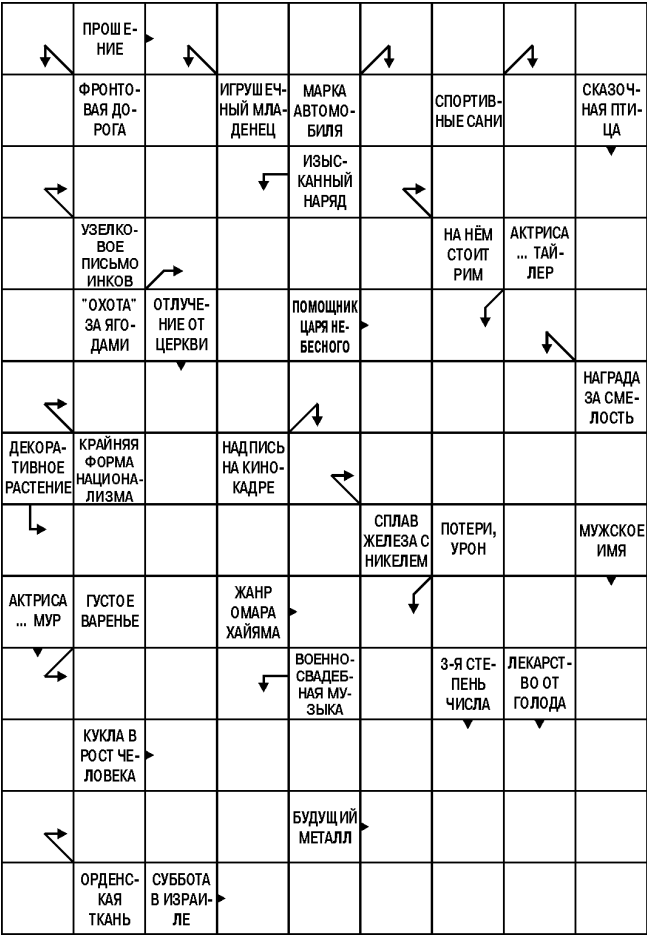 ПРОШЕ-
НИЕ
ФРОНТО-
ВАЯ ДО-
РОГА
ИГРУШЕЧ-
НЫЙ МЛА-
ДЕНЕЦ
МАРКА
АВТОМО-
БИЛЯ
СПОРТИВ-
НЫЕ САНИ
СКАЗОЧ-
НАЯ ПТИ-
ЦА
ИЗЫС-
КАННЫЙ
НАРЯД
УЗЕЛКО-
ВОЕ
ПИСЬМО
ИНКОВ
НА НЁМ
СТОИТ
РИМ
АКТРИСА
... ТАЙ-
ЛЕР
"ОХОТА"
ЗА ЯГО-
ДАМИ
ОТЛУЧЕ-
НИЕ ОТ
ЦЕРКВИ
ПОМОЩНИК
ЦАРЯ НЕ-
БЕСНОГО
НАГРАДА
ЗА СМЕ-
ЛОСТЬ
ДЕКОРА-
ТИВНОЕ
РАСТЕНИЕ
КРАЙНЯЯ
ФОРМА
НАЦИОНА-
ЛИЗМА
НАДПИСЬ
НА КИНО-
КАДРЕ
СПЛАВ
ЖЕЛЕЗА С
НИКЕЛЕМ
ПОТЕРИ,
УРОН
МУЖСКОЕ
ИМЯ
АКТРИСА
... МУР
ГУСТОЕ
ВАРЕНЬЕ
ЖАНР
ОМАРА
ХАЙЯМА
ВОЕННО-
СВАДЕБ-
НАЯ МУ-
ЗЫКА
3-Я СТЕ-
ПЕНЬ
ЧИСЛА
ЛЕКАРСТ-
ВО ОТ
ГОЛОДА
КУКЛА В
РОСТ ЧЕ-
ЛОВЕКА
БУДУЩИЙ
МЕТАЛЛ
ОРДЕНС-
КАЯ
ТКАНЬ
СУББОТА
В ИЗРАИ-
ЛЕ